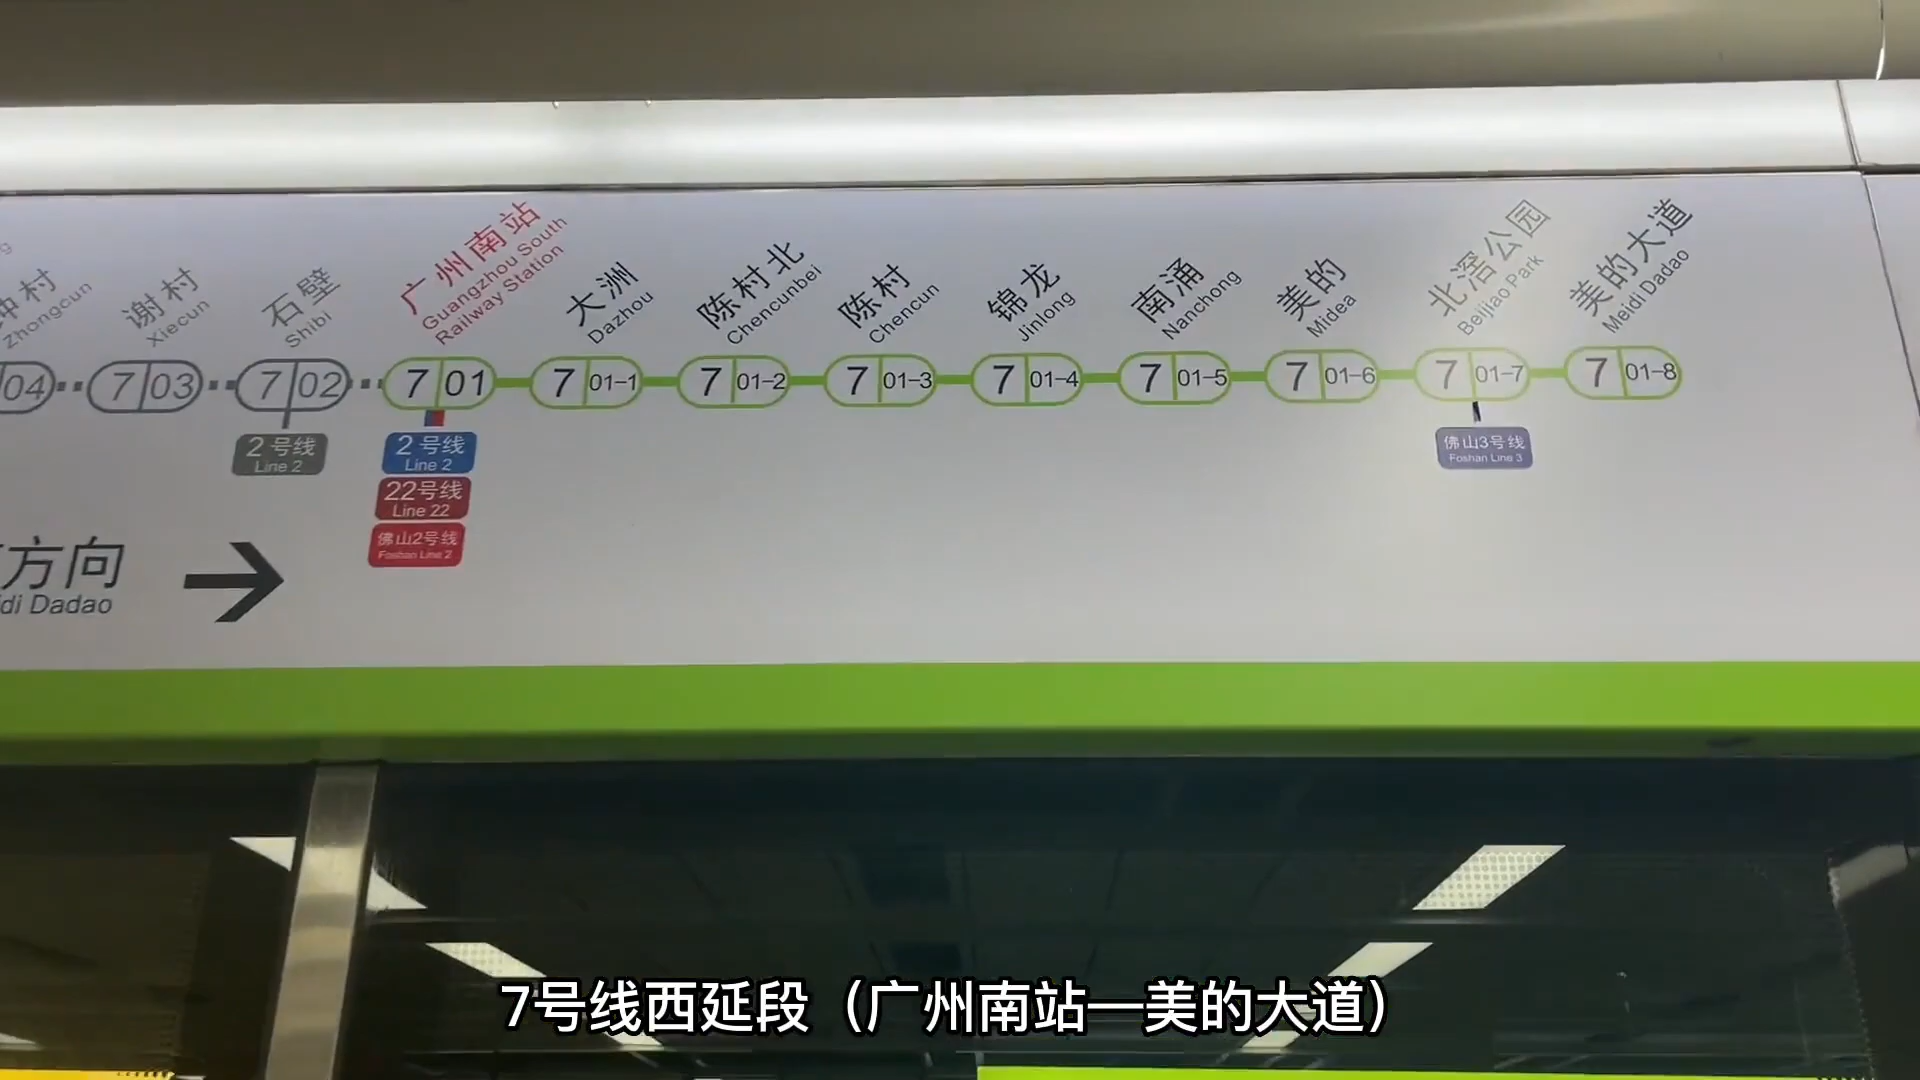 钟村
Zhongcun
谢村
Xiecun
石壁
Shibi
广州南站
Guangzhou South
Railway Station
大洲
Dazhou
陈村北
Chencunbei
陈村
Chencun
锦龙
Jinlong
南涌
Nanchong
美的
Midea
北滘公园
Beijiao Park
美的大道
Meidi Dadao
04
7 03
7 02
7 01
7 01-1
7 01-2
7 01-3
7 01-4
7 01-5
7 01-6
7 01-7
7 01-8
2号线
Line 2
2号线
Line 2
22号线
Line 22
佛山2号线
Foshan Line 2
佛山3号线
Foshan Line 3
方向
di Dadao
7号线西延段（广州南站—美的大道）